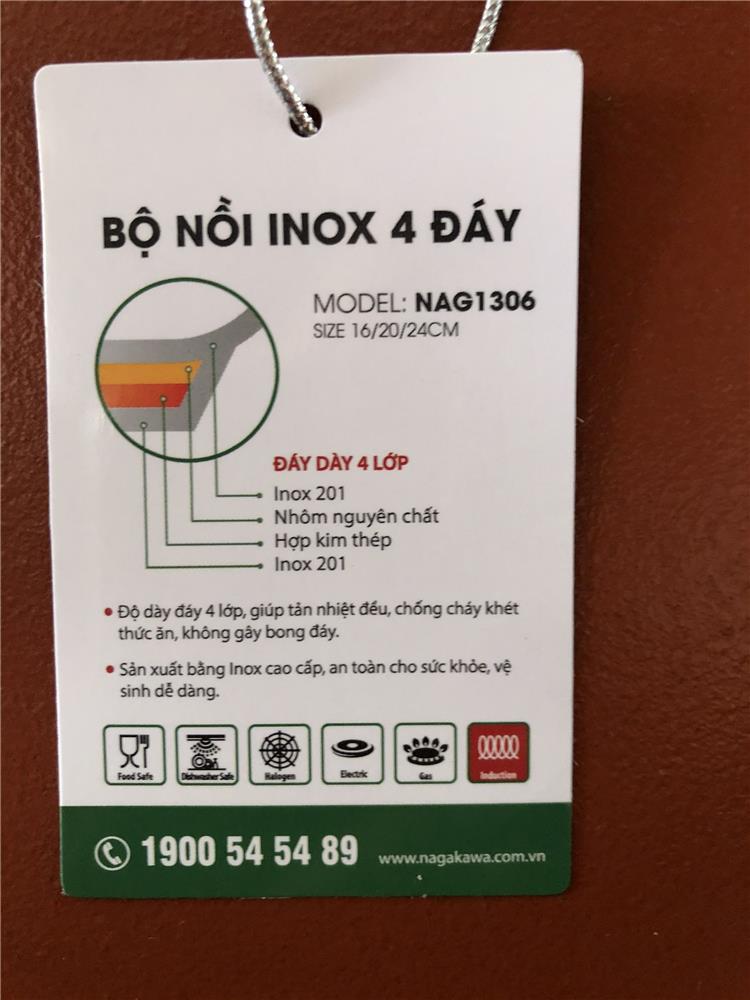 BỘ NỒI INOX 4 ĐÁY
MODEL: NAG1306
SIZE 16/20/24CM
ĐÁY DÀY 4 LỚP
Inox 201
Nhôm nguyên chất
Hợp kim thép
Inox 201
• Độ dày đáy 4 lớp, giúp tản nhiệt đều, chống cháy khét
thức ăn, không gây bong đáy.
• Sản xuất bằng Inox cao cấp, an toàn cho sức khỏe, vệ
sinh dễ dàng.
Food Safe Dishwasher Safe Halogen Electric Gas Induction
1900 54 54 89 www.nagakawa.com.vn